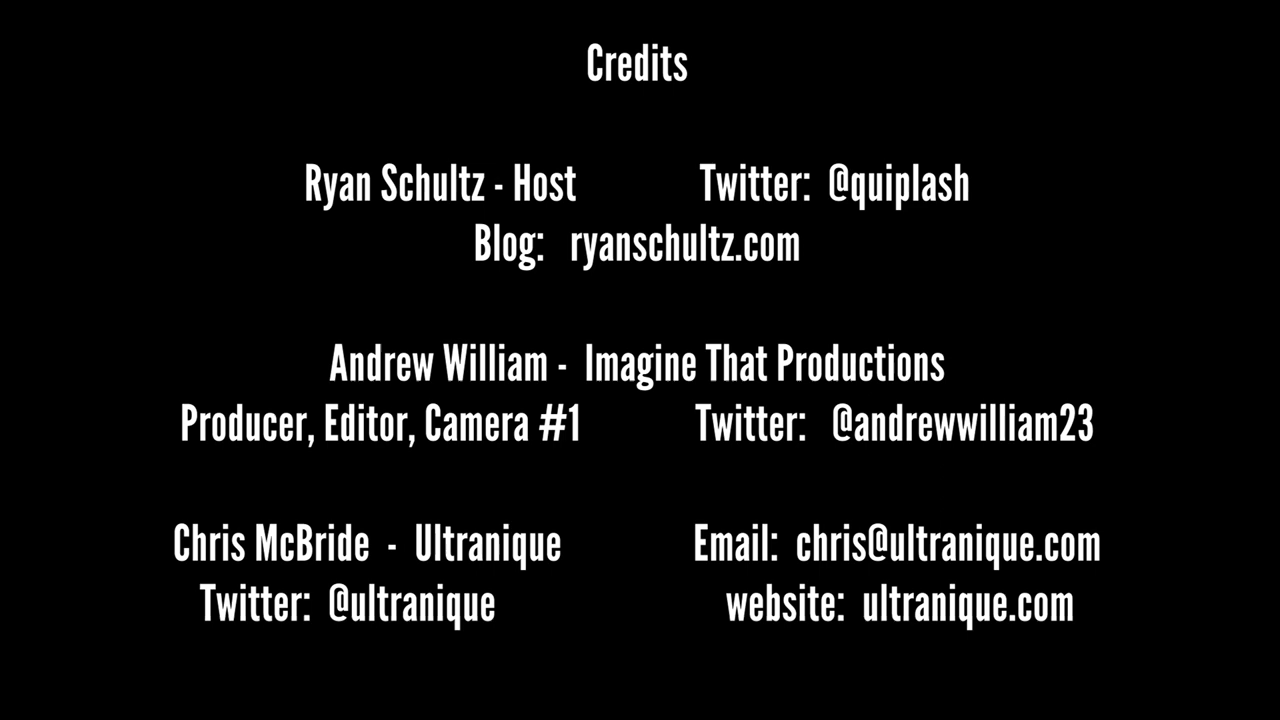 Credits
Ryan Schultz - Host Twitter: @quiplash
Blog: ryanschultz.com
Andrew William - Imagine That Productions
Producer, Editor, Camera #1 Twitter: @andrewwilliam23
Chris McBride - Ultranique Email: chris@ultranique.com
Twitter: @ultranique website: ultranique.com